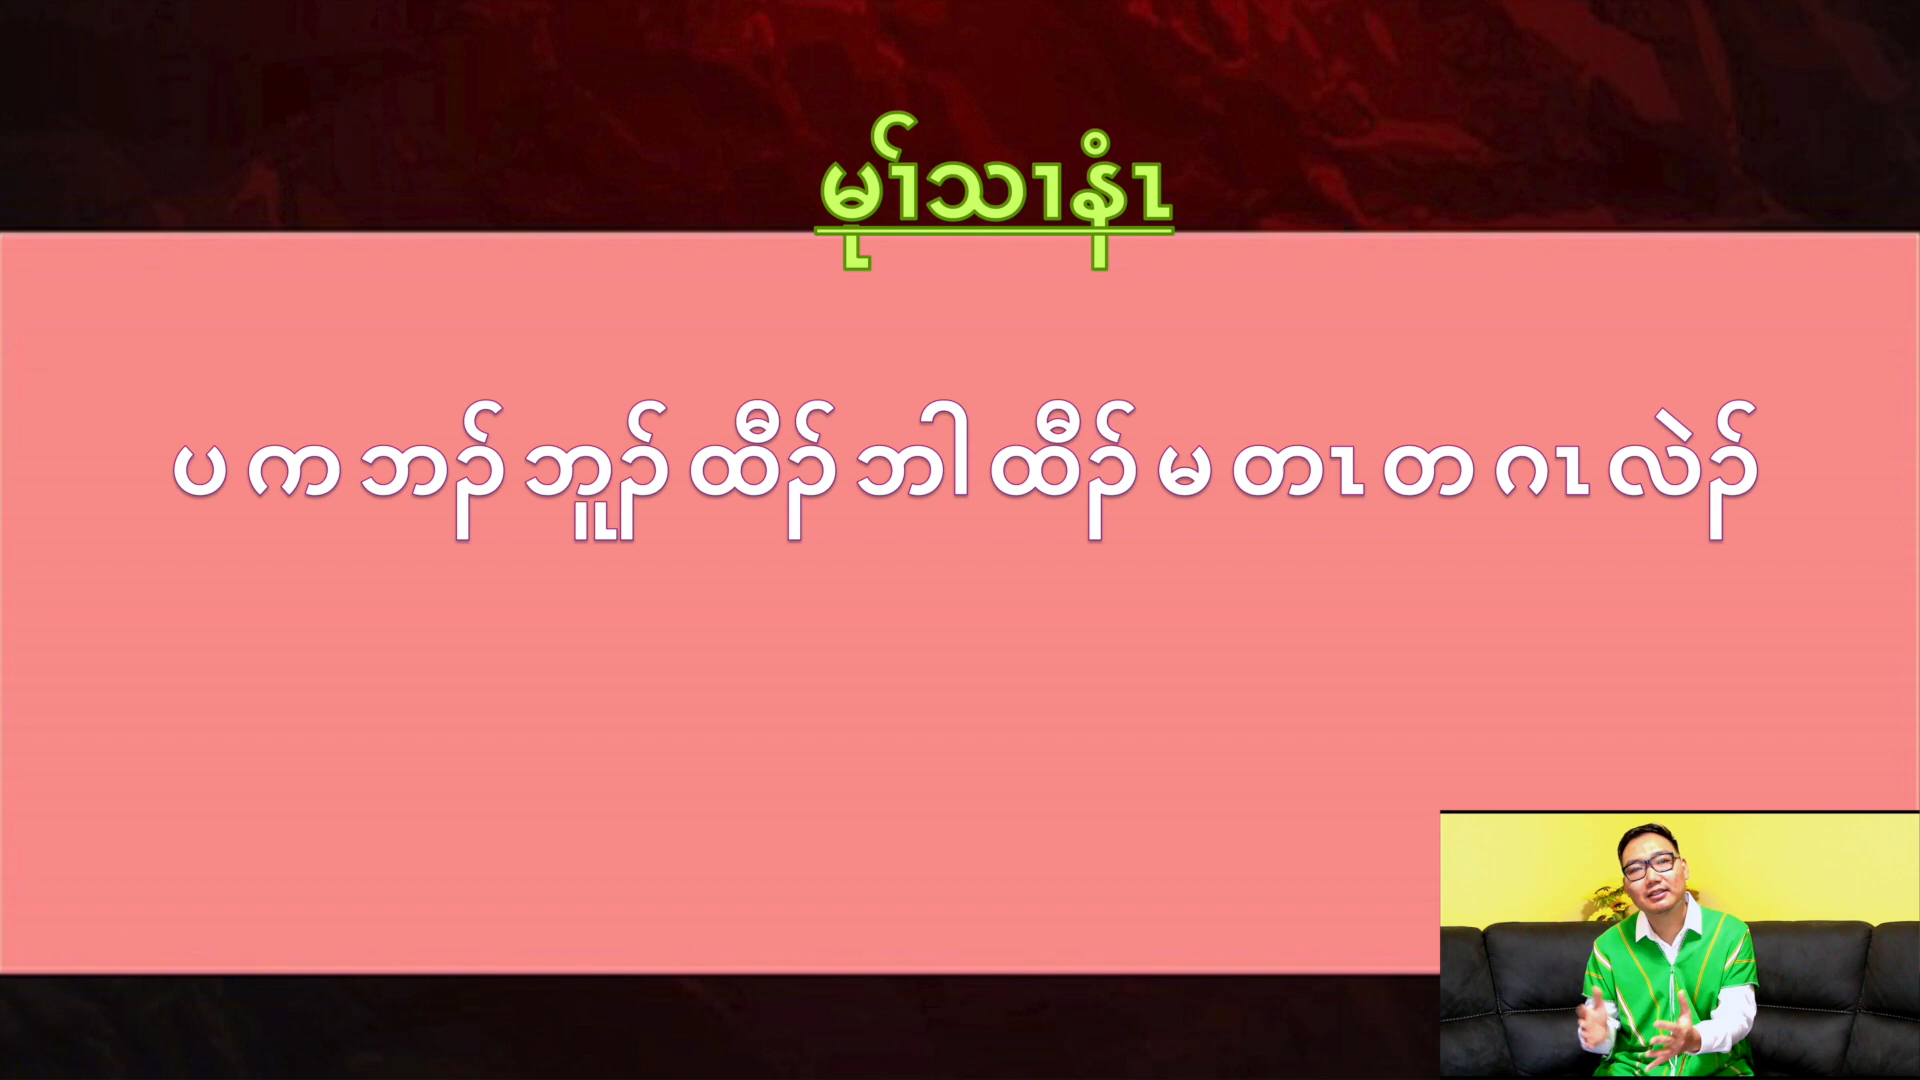 မုၢ်သၢနံၤ
ပ က ဘၣ် ဘူၣ် ထီၣ် ဘါ ထီၣ် မ တၤ တ ဂၤ လဲၣ်